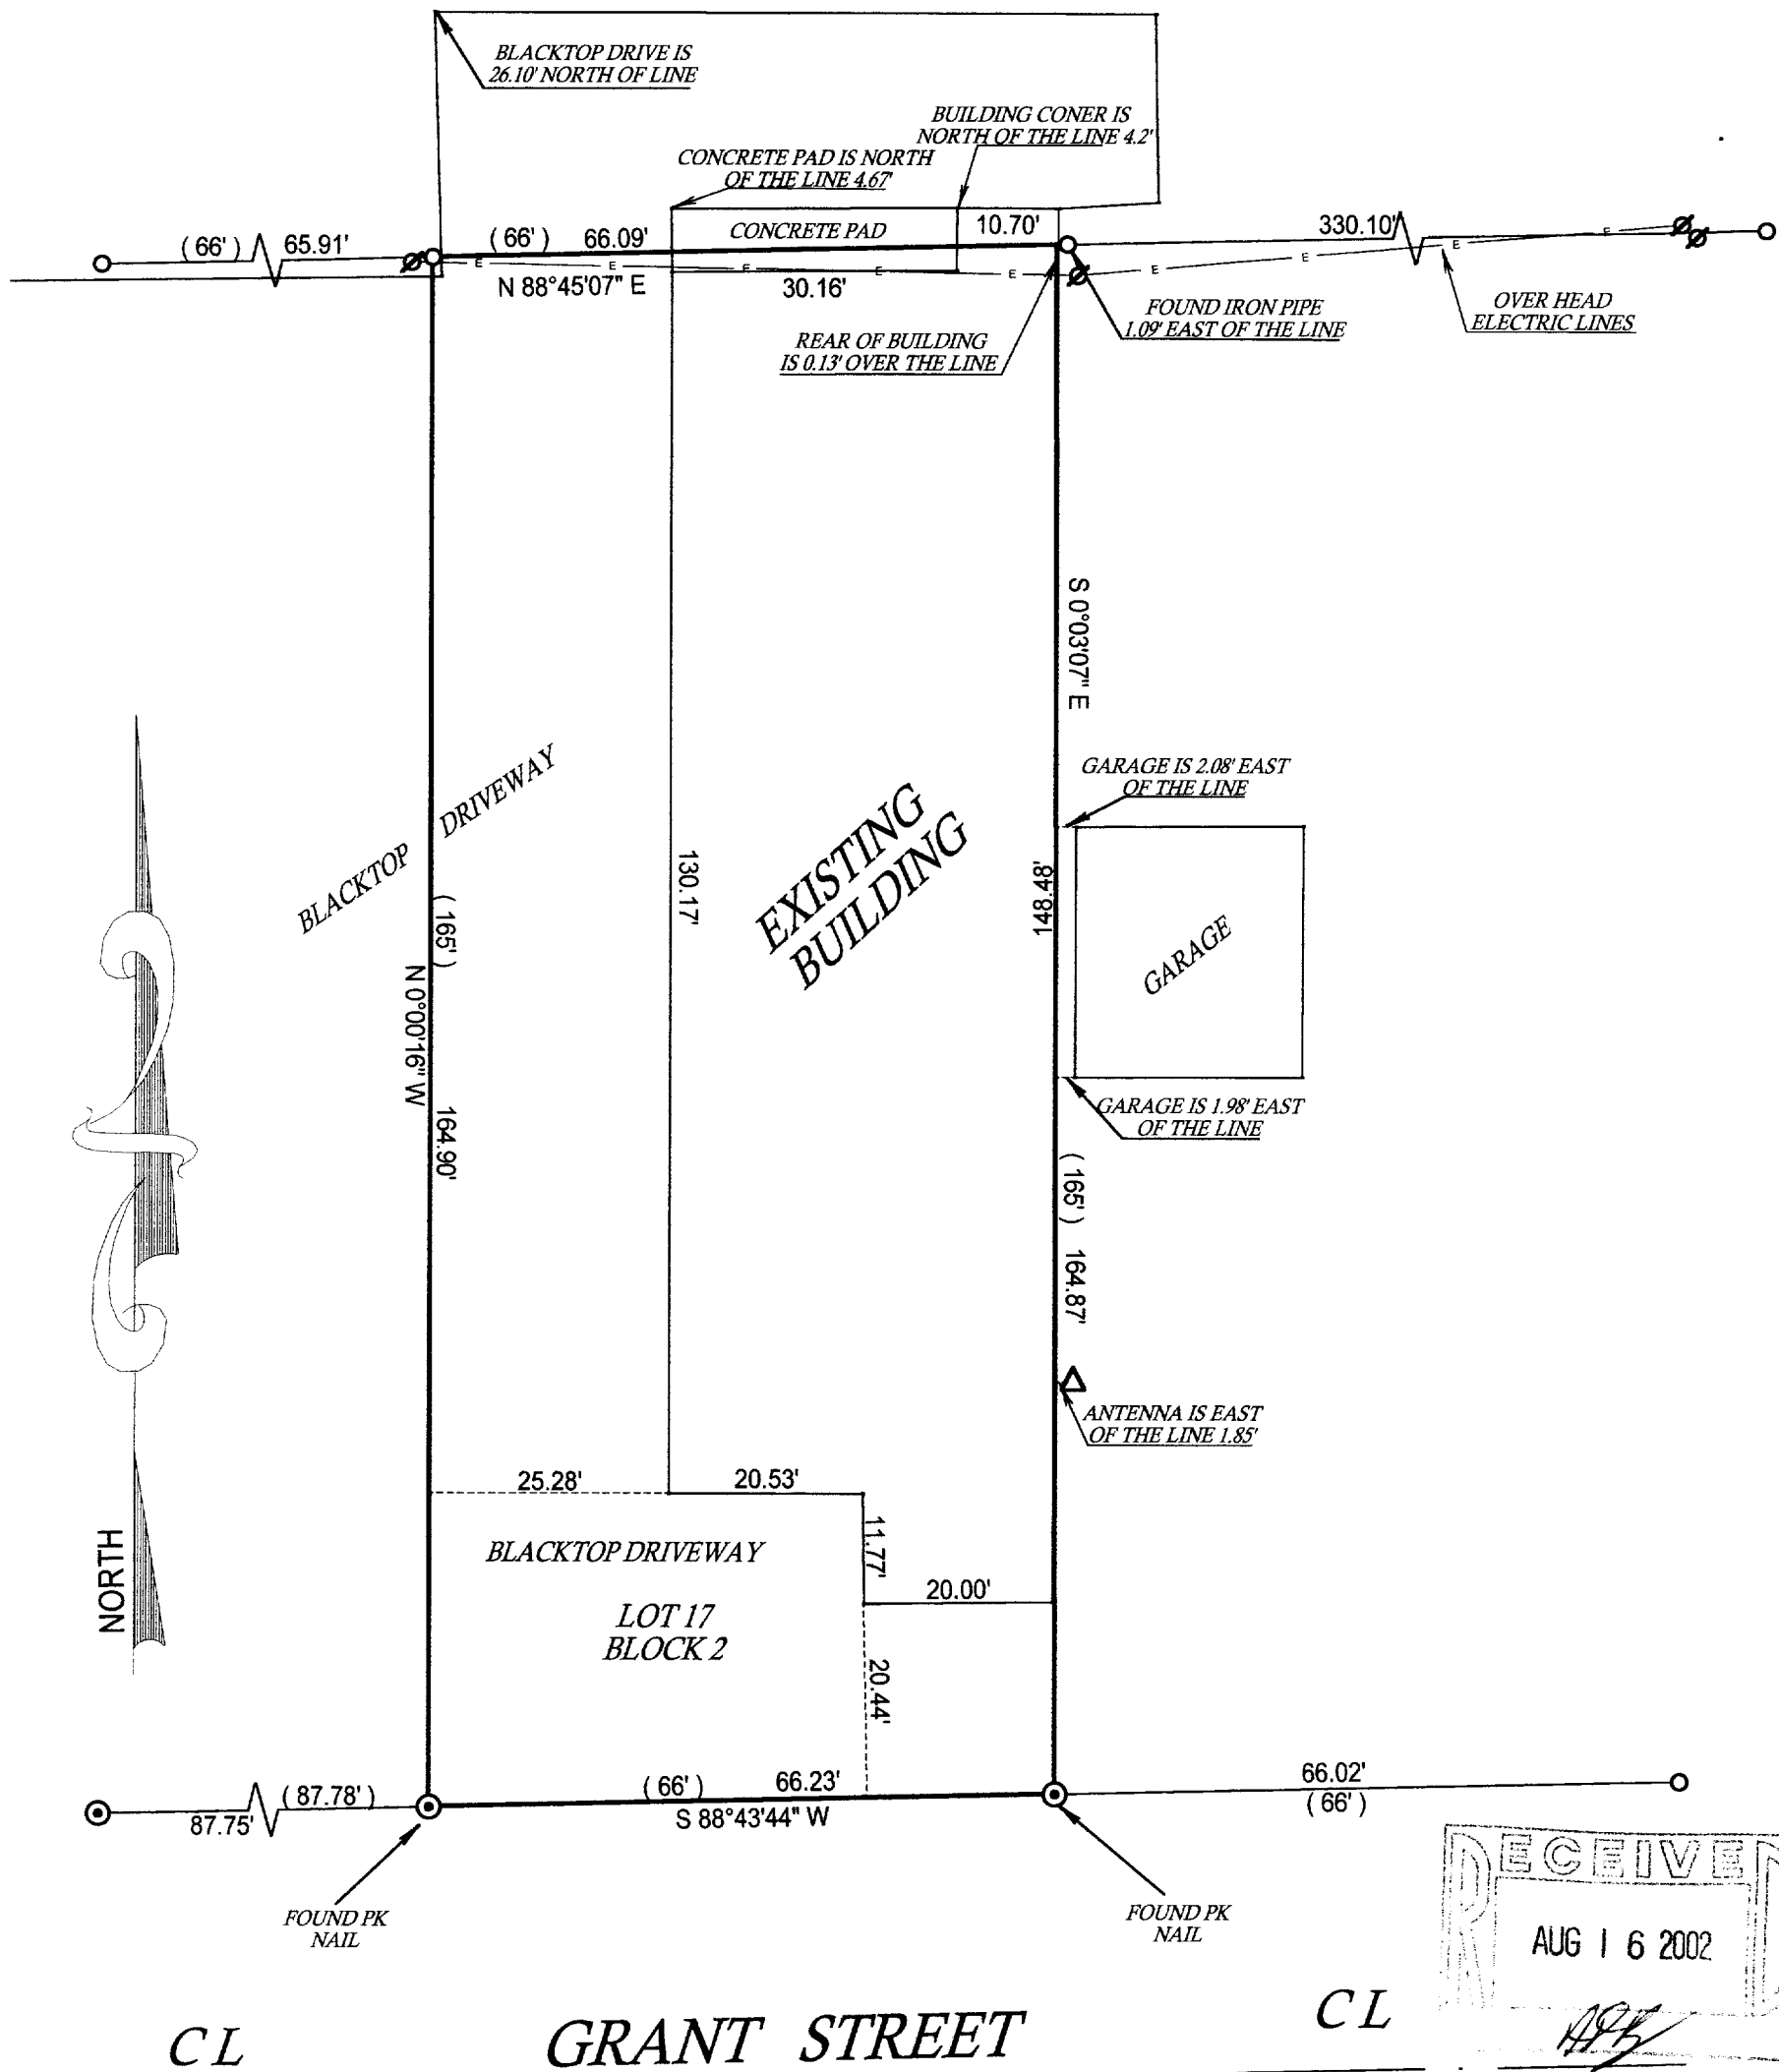 BLACKTOP DRIVE IS
26.10' NORTH OF LINE
BUILDING CONER IS
NORTH OF THE LINE 4.2'
CONCRETE PAD IS NORTH
OF THE LINE 4.67'
( 66' ) 65.91'
( 66' ) 66.09'
CONCRETE PAD
10.70'
330.10'
E E E E E E E E E
N 88°45'07" E
30.16'
FOUND IRON PIPE
1.09' EAST OF THE LINE
OVER HEAD
ELECTRIC LINES
REAR OF BUILDING
IS 0.13' OVER THE LINE
S 0°03'07" E
GARAGE IS 2.08' EAST
OF THE LINE
BLACKTOP DRIVEWAY
( 165' )
N 0°00'16" W
164.90'
130.17'
EXISTING
BUILDING
148.48'
GARAGE
GARAGE IS 1.98' EAST
OF THE LINE
( 165' ) 164.87'
ANTENNA IS EAST
OF THE LINE 1.85'
25.28'
20.53'
11.77'
BLACKTOP DRIVEWAY
20.00'
LOT 17
BLOCK 2
20.44'
NORTH
( 87.78' )
87.75'
( 66' ) 66.23'
S 88°43'44" W
66.02'
( 66' )
FOUND PK
NAIL
FOUND PK
NAIL
RECEIVED
AUG 1 6 2002
CL
GRANT STREET
CL